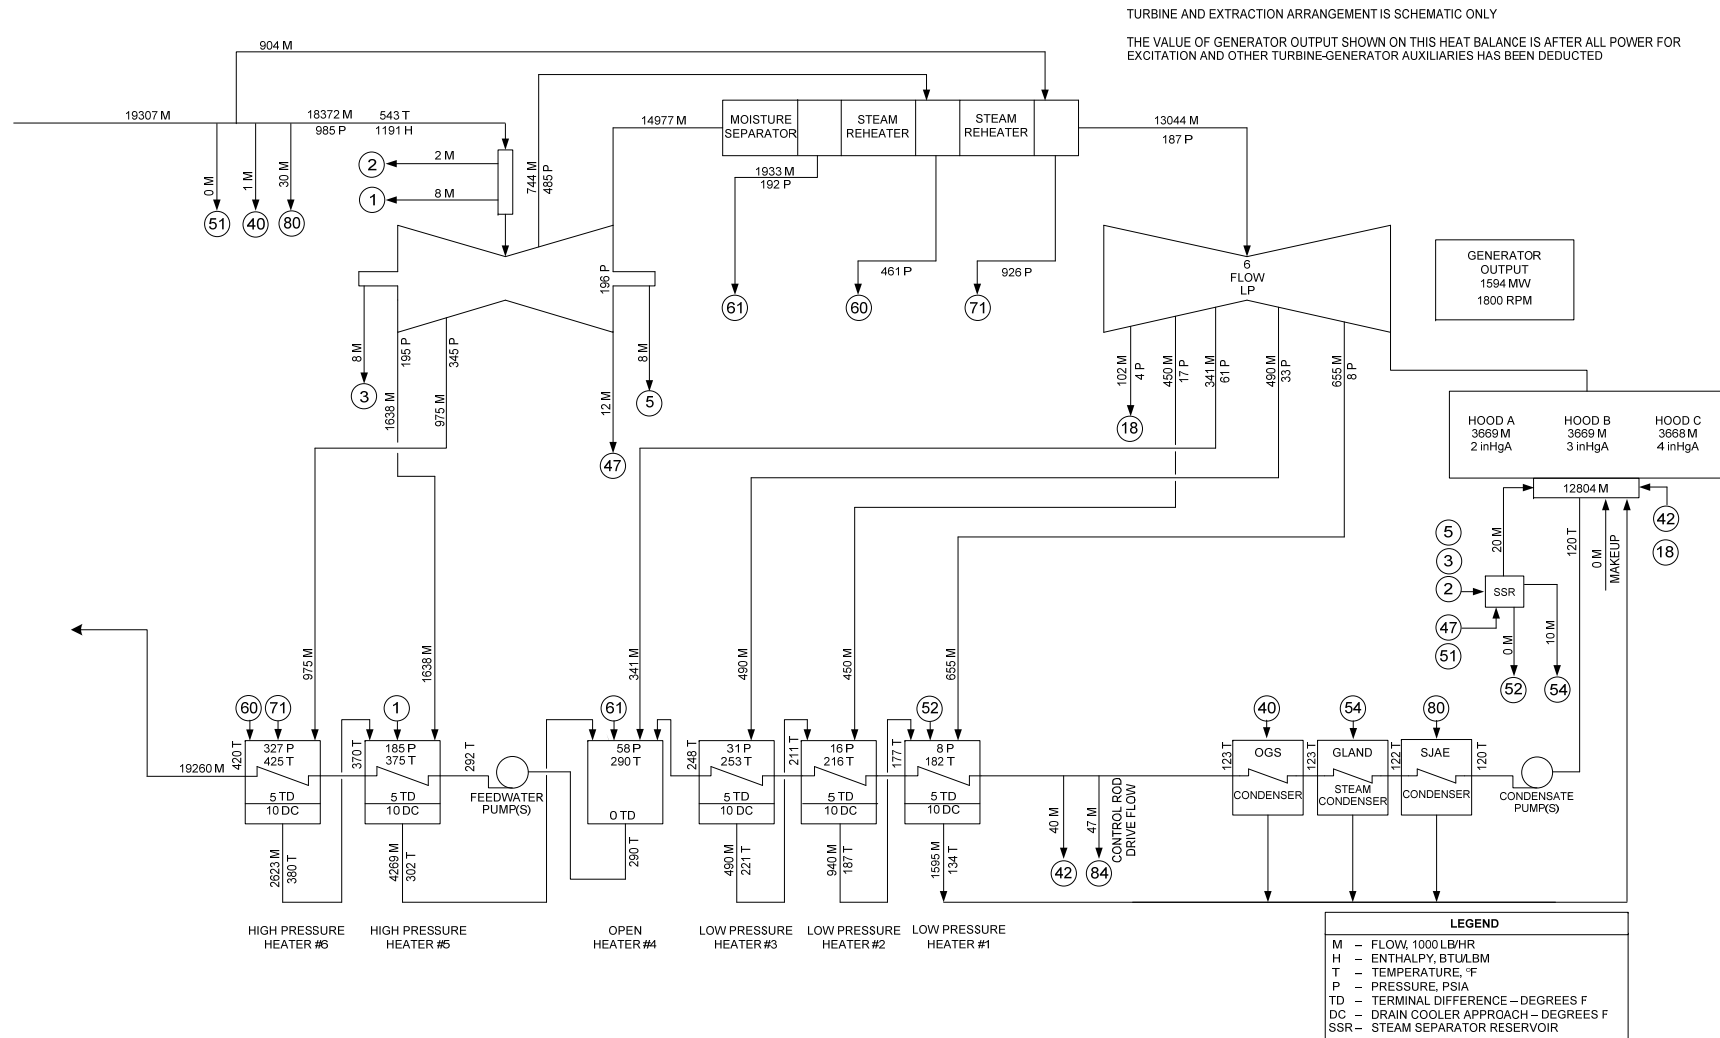 TURBINE AND EXTRACTION ARRANGEMENT IS SCHEMATIC ONLY
THE VALUE OF GENERATOR OUTPUT SHOWN ON THIS HEAT BALANCE IS AFTER ALL POWER FOR
EXCITATION AND OTHER TURBINE-GENERATOR AUXILIARIES HAS BEEN DEDUCTED
904 M
19307 M
18372 M 543 T
985 P 1191 H
0 M
1 M
30 M
51
40
80
2
2 M
1
8 M
744 M
485 P
14977 M
MOISTURE
SEPARATOR
STEAM
REHEATER
STEAM
REHEATER
13044 M
187 P
1933 M
192 P
461 P
926 P
61
60
71
196 P
6
FLOW
LP
GENERATOR
OUTPUT
1594 MW
1800 RPM
8 M
3
195 P
1638 M
345 P
975 M
12 M
47
8 M
5
102 M
4 P
18
450 M
17 P
341 M
61 P
490 M
33 P
655 M
8 P
HOOD A
3669 M
2 inHgA
HOOD B
3669 M
3 inHgA
HOOD C
3668 M
4 inHgA
12804 M
42
18
20 M
120 T
0 M
MAKEUP
5
3
2
47
51
SSR
0 M
10 M
52
54
975 M
1638 M
341 M
490 M
450 M
655 M
60
71
1
61
52
40
54
80
19260 M
420 T
327 P
425 T
5 TD
10 DC
370 T
185 P
375 T
5 TD
10 DC
292 T
FEEDWATER
PUMP(S)
58 P
290 T
0 TD
248 T
31 P
253 T
5 TD
10 DC
211 T
16 P
216 T
5 TD
10 DC
177 T
8 P
182 T
5 TD
10 DC
123 T
OGS
CONDENSER
123 T
GLAND
STEAM
CONDENSER
122 T
SJAE
CONDENSER
120 T
CONDENSATE
PUMP(S)
2623 M
380 T
4269 M
302 T
290 T
490 M
221 T
940 M
187 T
1595 M
134 T
40 M
42
47 M
84
CONTROL ROD
DRIVE FLOW
HIGH PRESSURE
HEATER #6
HIGH PRESSURE
HEATER #5
OPEN
HEATER #4
LOW PRESSURE
HEATER #3
LOW PRESSURE
HEATER #2
LOW PRESSURE
HEATER #1
LEGEND
M – FLOW, 1000 LB/HR
H – ENTHALPY, BTU/LBM
T – TEMPERATURE, °F
P – PRESSURE, PSIA
TD – TERMINAL DIFFERENCE – DEGREES F
DC – DRAIN COOLER APPROACH – DEGREES F
SSR – STEAM SEPARATOR RESERVOIR